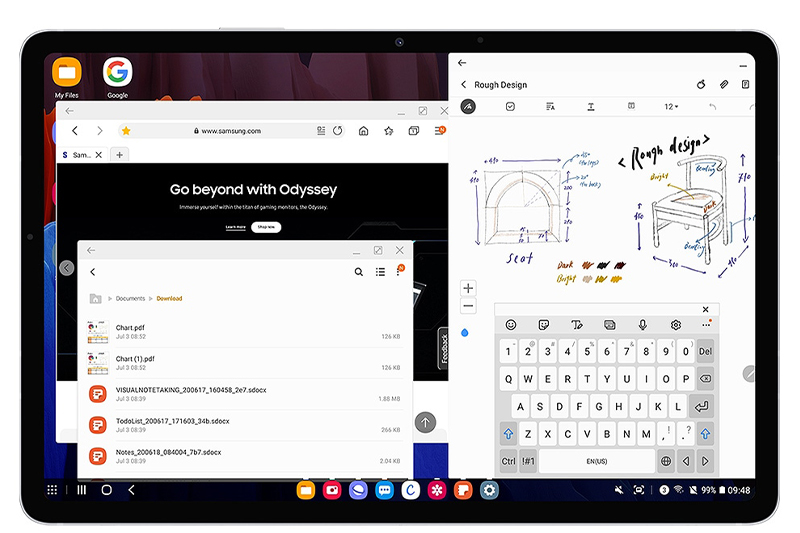 My Files
Google
www.samsung.com
S Sam...
Go beyond with Odyssey
Immerse yourself within the titan of gaming monitors, the Odyssey.
Learn more
Shop now
Feedback
Documents
Download
Chart.pdf
Jul 3 08:52
126 KB
Chart (1).pdf
Jul 3 08:52
126 KB
VISUALNOTETAKING_200617_160458_2e7.sdocx
Jul 3 08:39
1.88 MB
TodoList_200617_171603_34b.sdocx
Jul 3 08:39
266 KB
Notes_200618_084004_7b7.sdocx
Jul 3 08:39
2.04 KB
Rough Design
12
<Rough design>
Bright
Bending
Dark
Bending
Seat
Dark
Bright
1 2 3 4 5 6 7 8 9 0 Del
Q W E R T Y U I O P
A S D F G H J K L
Z X C V B N M , ! . ?
Ctrl !#1 EN(US)
3 99% 09:48